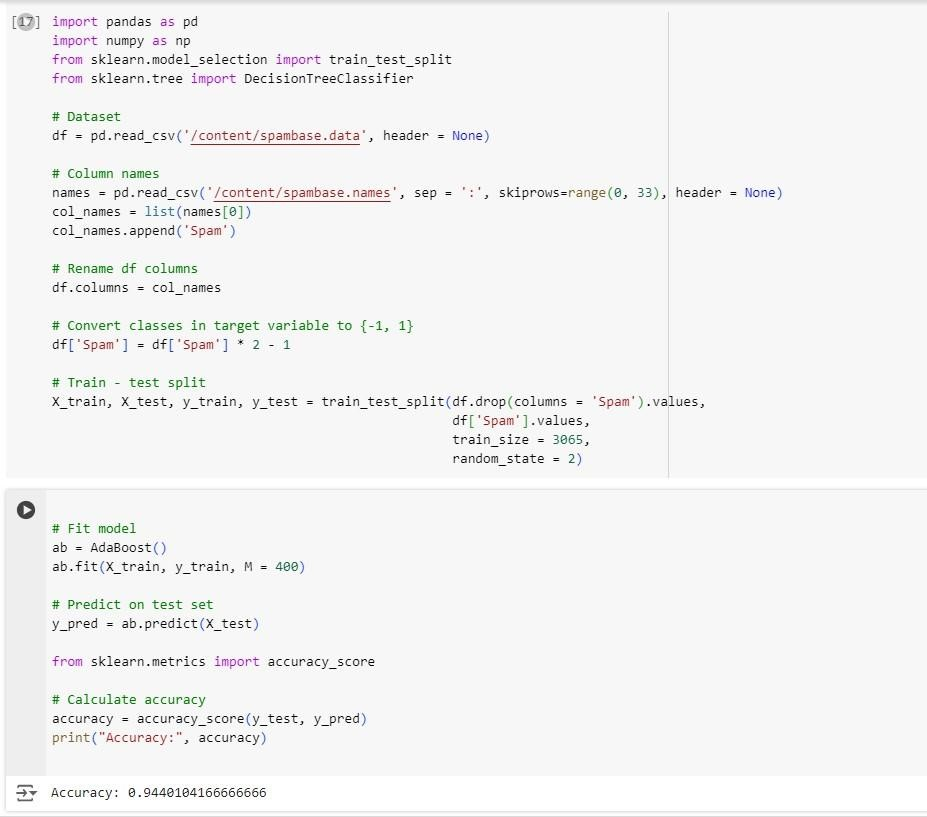 [17] import pandas as pd
import numpy as np
from sklearn.model_selection import train_test_split
from sklearn.tree import DecisionTreeClassifier
# Dataset
df = pd.read_csv('/content/spambase.data', header = None)
# Column names
names = pd.read_csv('/content/spambase.names', sep = ':', skiprows=range(0, 33), header = None)
col_names = list(names[0])
col_names.append('Spam')
# Rename df columns
df.columns = col_names
# Convert classes in target variable to {-1, 1}
df['Spam'] = df['Spam'] * 2 - 1
# Train - test split
X_train, X_test, y_train, y_test = train_test_split(df.drop(columns = 'Spam').values,
df['Spam'].values,
train_size = 3065,
random_state = 2)
# Fit model
ab = AdaBoost()
ab.fit(X_train, y_train, M = 400)
# Predict on test set
y_pred = ab.predict(X_test)
from sklearn.metrics import accuracy_score
# Calculate accuracy
accuracy = accuracy_score(y_test, y_pred)
print("Accuracy:", accuracy)
Accuracy: 0.9440104166666666